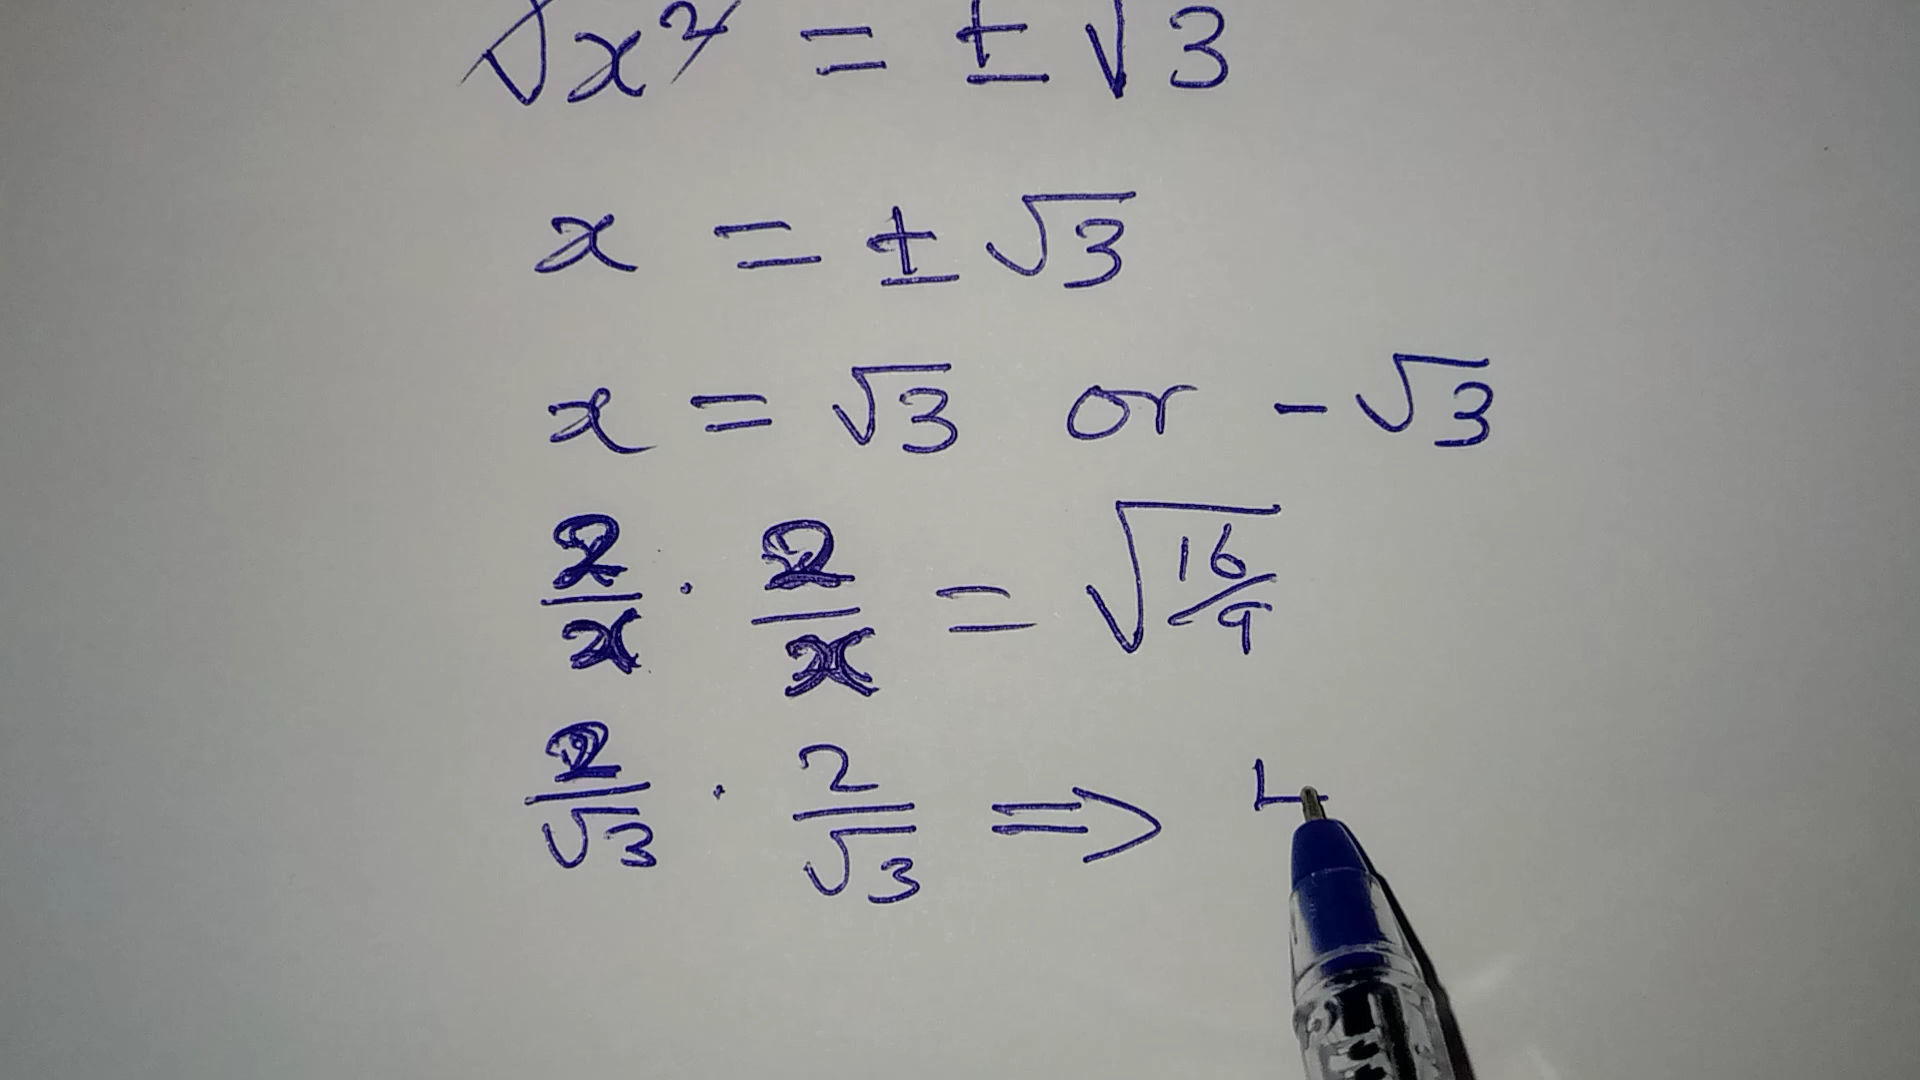 √x² = ± √3
x = ± √3
x = √3 or - √3
2/x · 2/x = √16/9
2/√3 · 2/√3 ⇒ 4